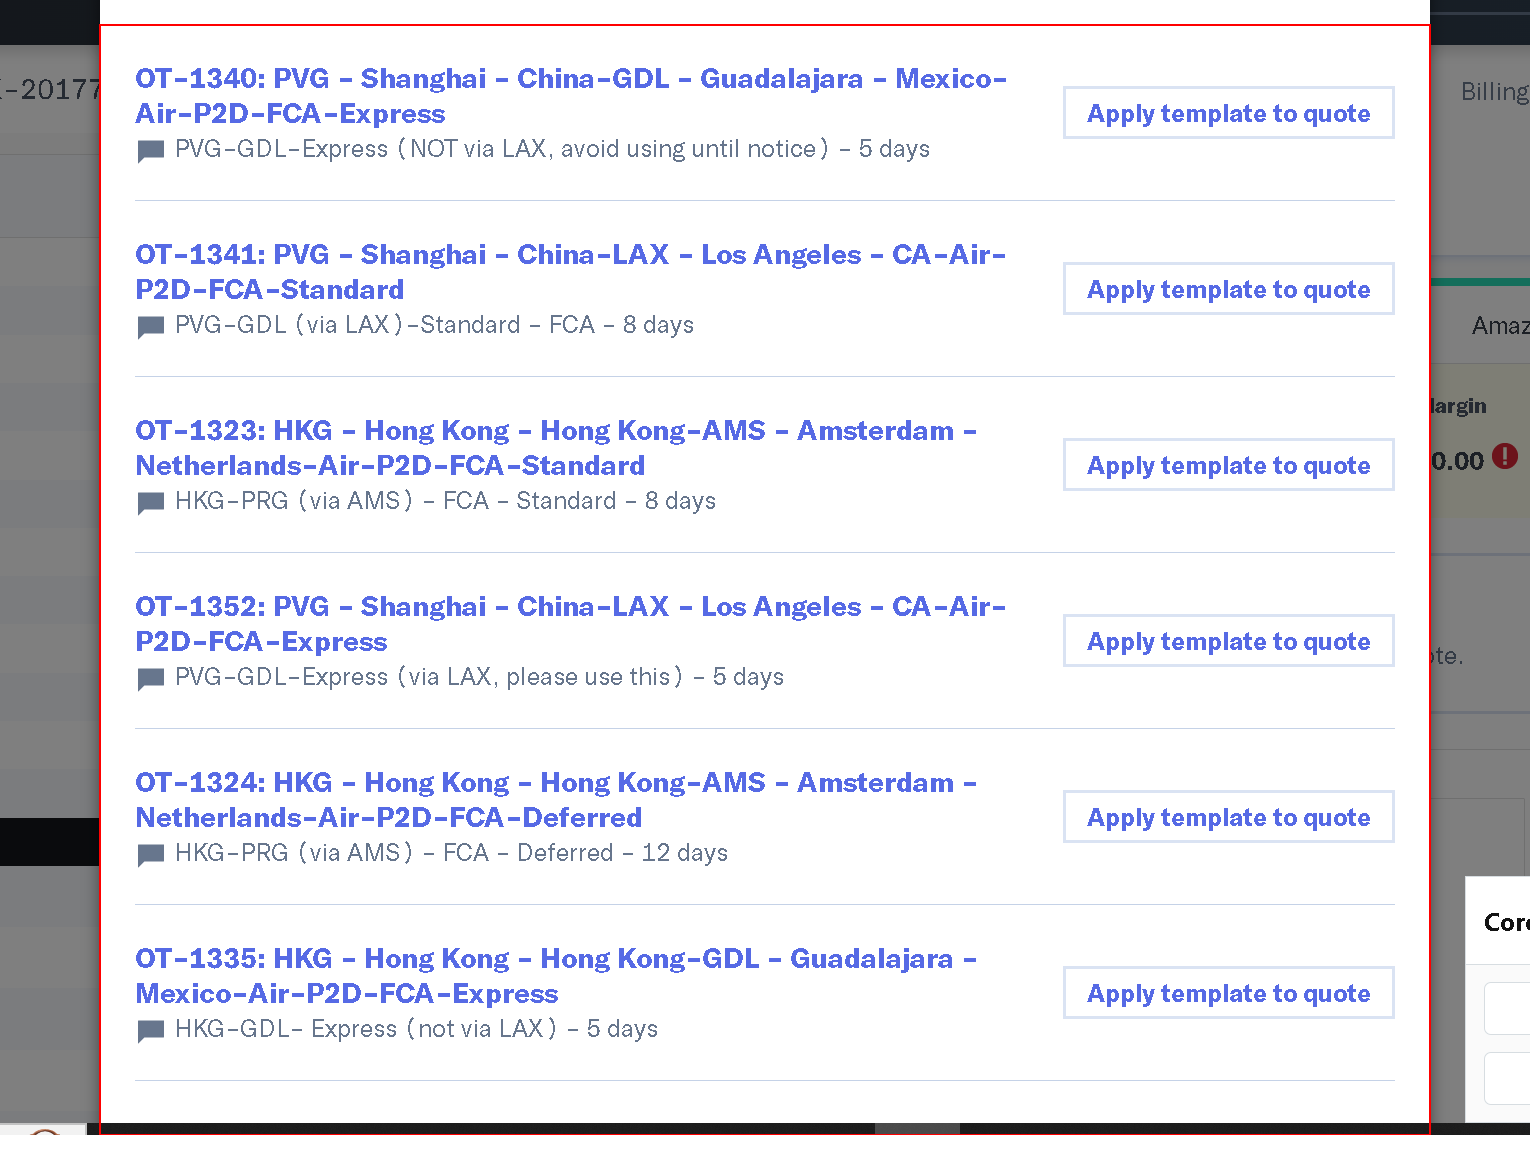 -20177
Billing
OT-1340: PVG - Shanghai - China-GDL - Guadalajara - Mexico-
Air-P2D-FCA-Express
PVG-GDL-Express (NOT via LAX, avoid using until notice) - 5 days
Apply template to quote
OT-1341: PVG - Shanghai - China-LAX - Los Angeles - CA-Air-
P2D-FCA-Standard
PVG-GDL (via LAX)-Standard - FCA - 8 days
Apply template to quote
Amaz
OT-1323: HKG - Hong Kong - Hong Kong-AMS - Amsterdam -
Netherlands-Air-P2D-FCA-Standard
HKG-PRG (via AMS) - FCA - Standard - 8 days
Apply template to quote
argin
0.00
OT-1352: PVG - Shanghai - China-LAX - Los Angeles - CA-Air-
P2D-FCA-Express
PVG-GDL-Express (via LAX, please use this) - 5 days
Apply template to quote
te.
OT-1324: HKG - Hong Kong - Hong Kong-AMS - Amsterdam -
Netherlands-Air-P2D-FCA-Deferred
HKG-PRG (via AMS) - FCA - Deferred - 12 days
Apply template to quote
OT-1335: HKG - Hong Kong - Hong Kong-GDL - Guadalajara -
Mexico-Air-P2D-FCA-Express
HKG-GDL- Express (not via LAX) - 5 days
Apply template to quote
Cor